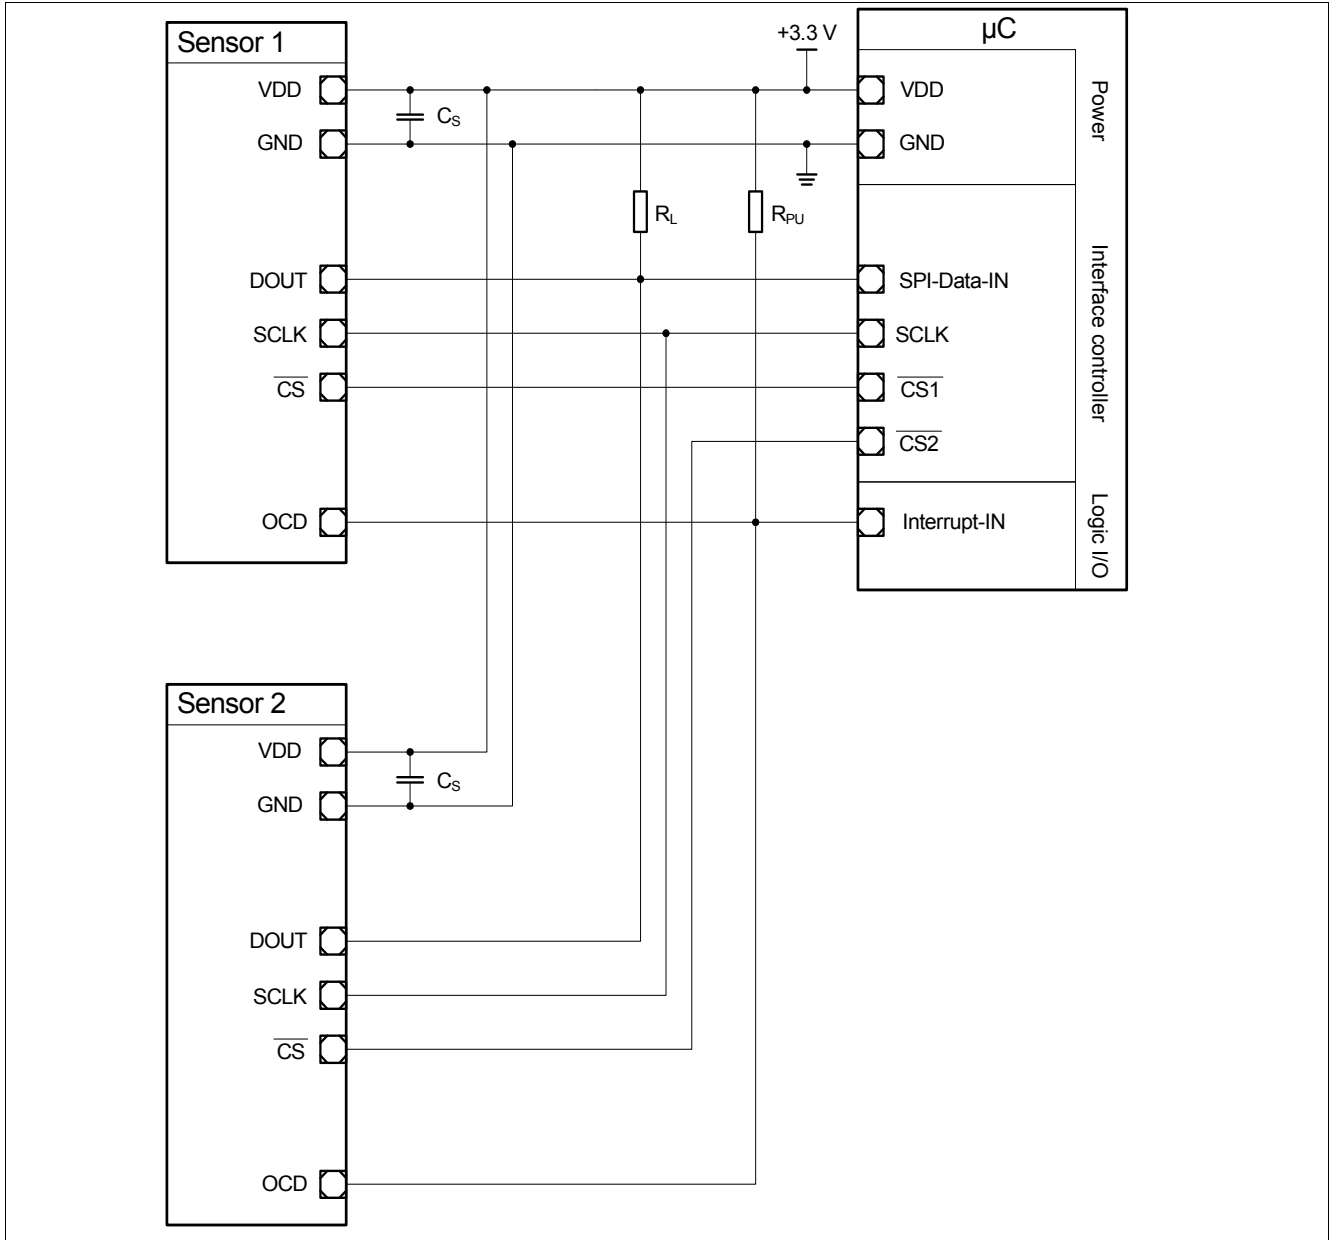 Sensor 1
VDD
GND
DOUT
SCLK
CS
OCD
CS
RL
RPU
+3.3 V
µC
VDD
GND
SPI-Data-IN
SCLK
CS1
CS2
Interrupt-IN
Power
Interface controller
Logic I/O
Sensor 2
VDD
GND
DOUT
SCLK
CS
OCD
CS